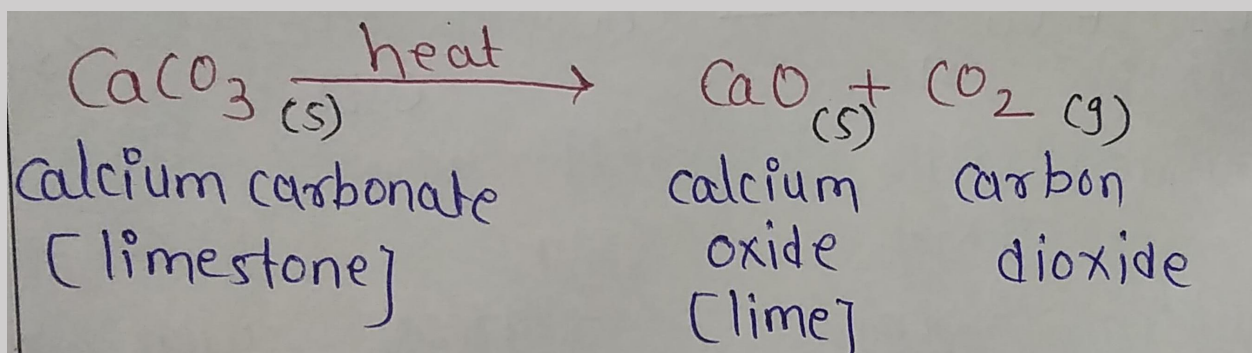 CaCO3 (s) heat → CaO (s) + CO2 (g)
calcium carbonate calcium carbon
[limestone] oxide dioxide
[lime]